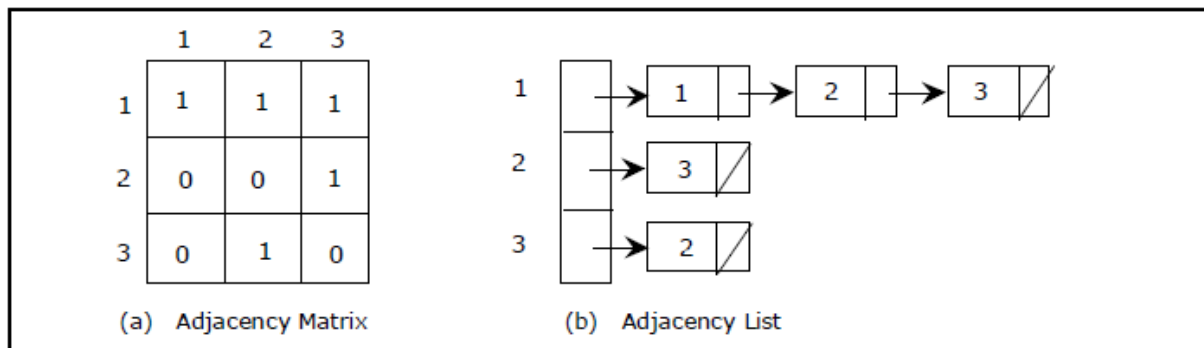 1 2 3
1 1 1 1
2 0 0 1
3 0 1 0
(a) Adjacency Matrix
1 1 2 3
2 3
3 2
(b) Adjacency List